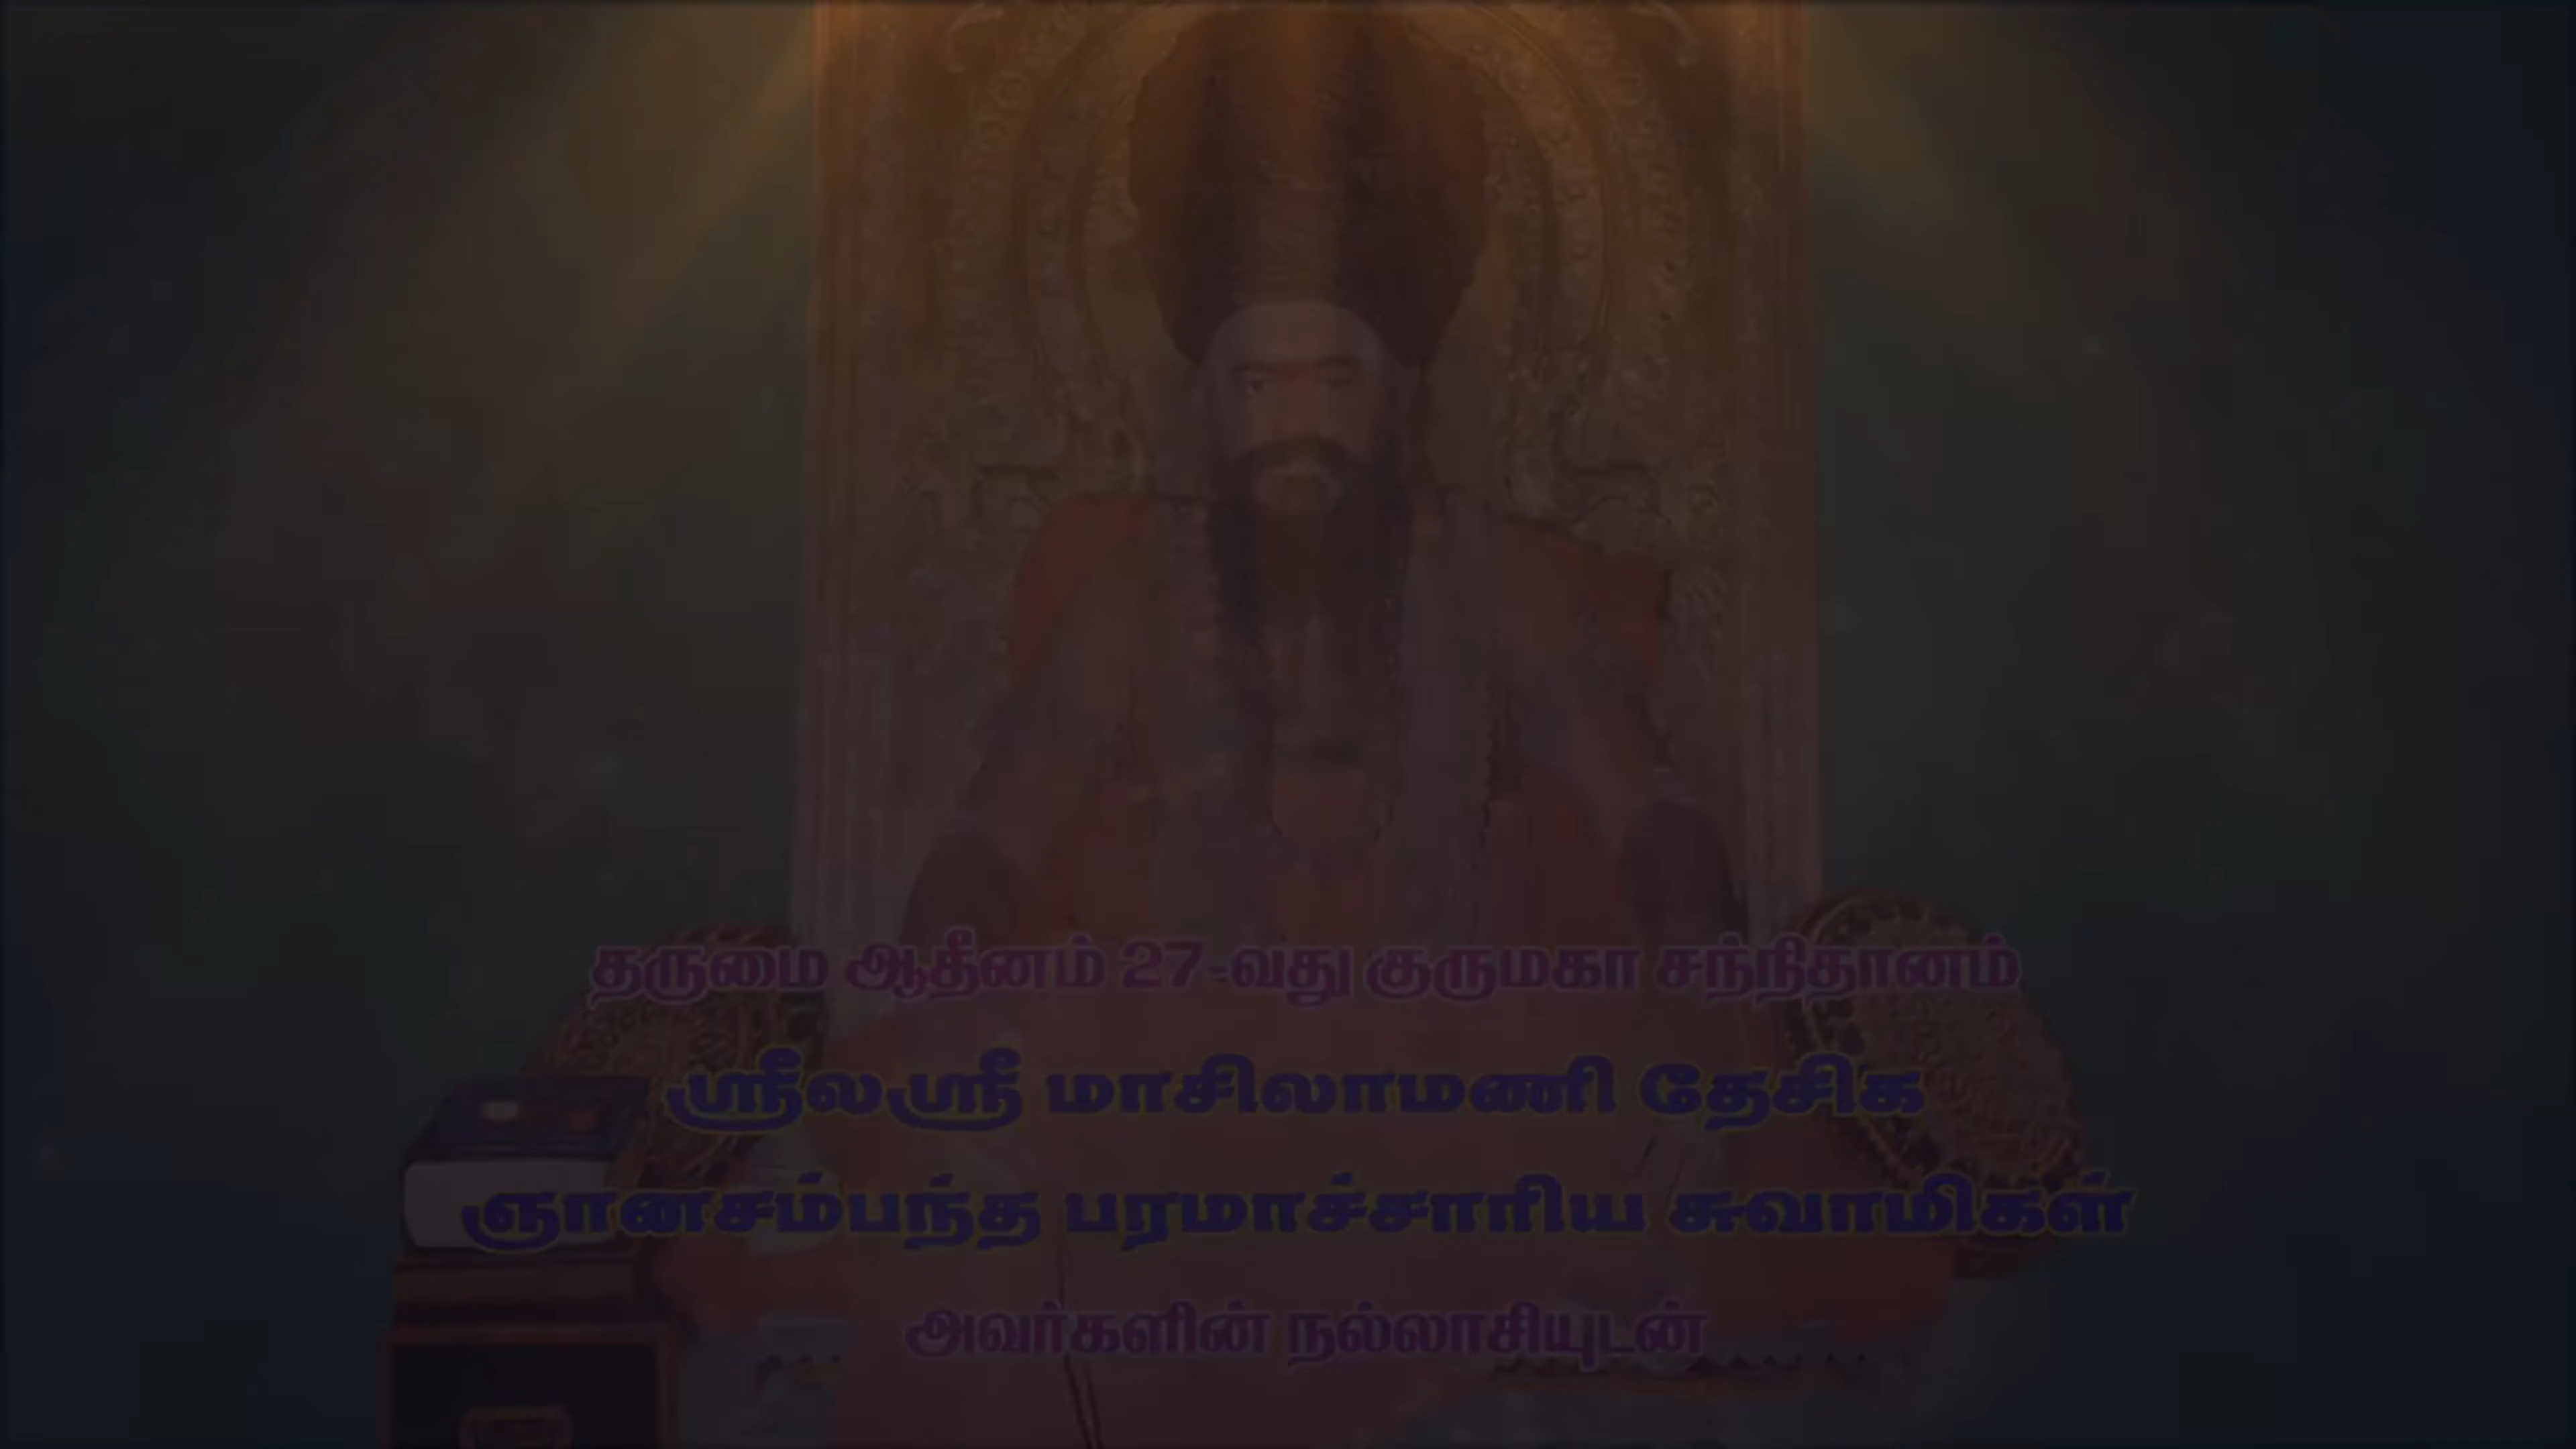 தருமை ஆதீனம் 27-வது குருமகா சந்நிதானம்
ஸ்ரீலஸ்ரீ மாசிலாமணி தேசிக
ஞானசம்பந்த பரமாச்சாரிய சுவாமிகள்
அவர்களின் நல்லாசியுடன்